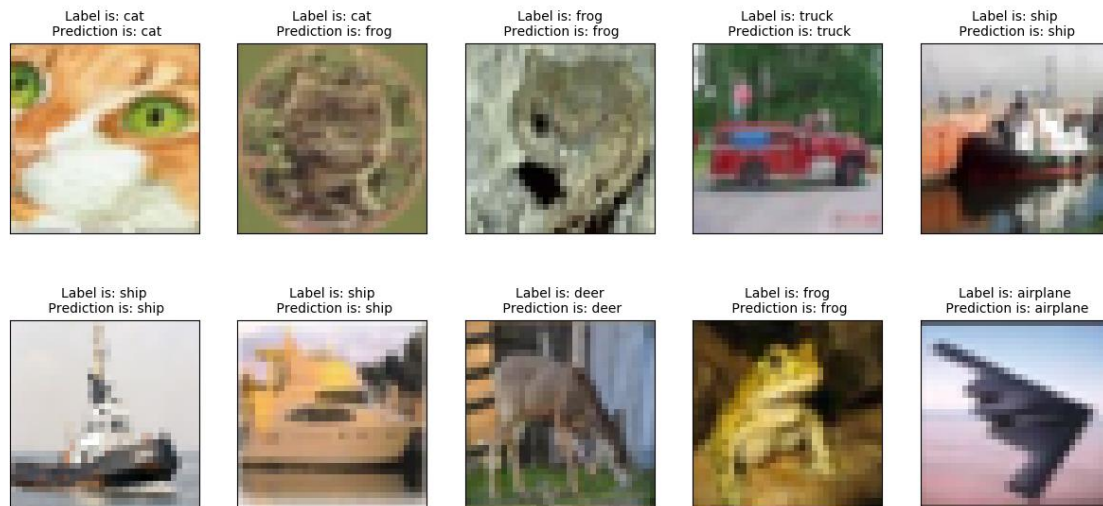 Label is: cat
Prediction is: cat
Label is: cat
Prediction is: frog
Label is: frog
Prediction is: frog
Label is: truck
Prediction is: truck
Label is: ship
Prediction is: ship
Label is: ship
Prediction is: ship
Label is: ship
Prediction is: ship
Label is: deer
Prediction is: deer
Label is: frog
Prediction is: frog
Label is: airplane
Prediction is: airplane